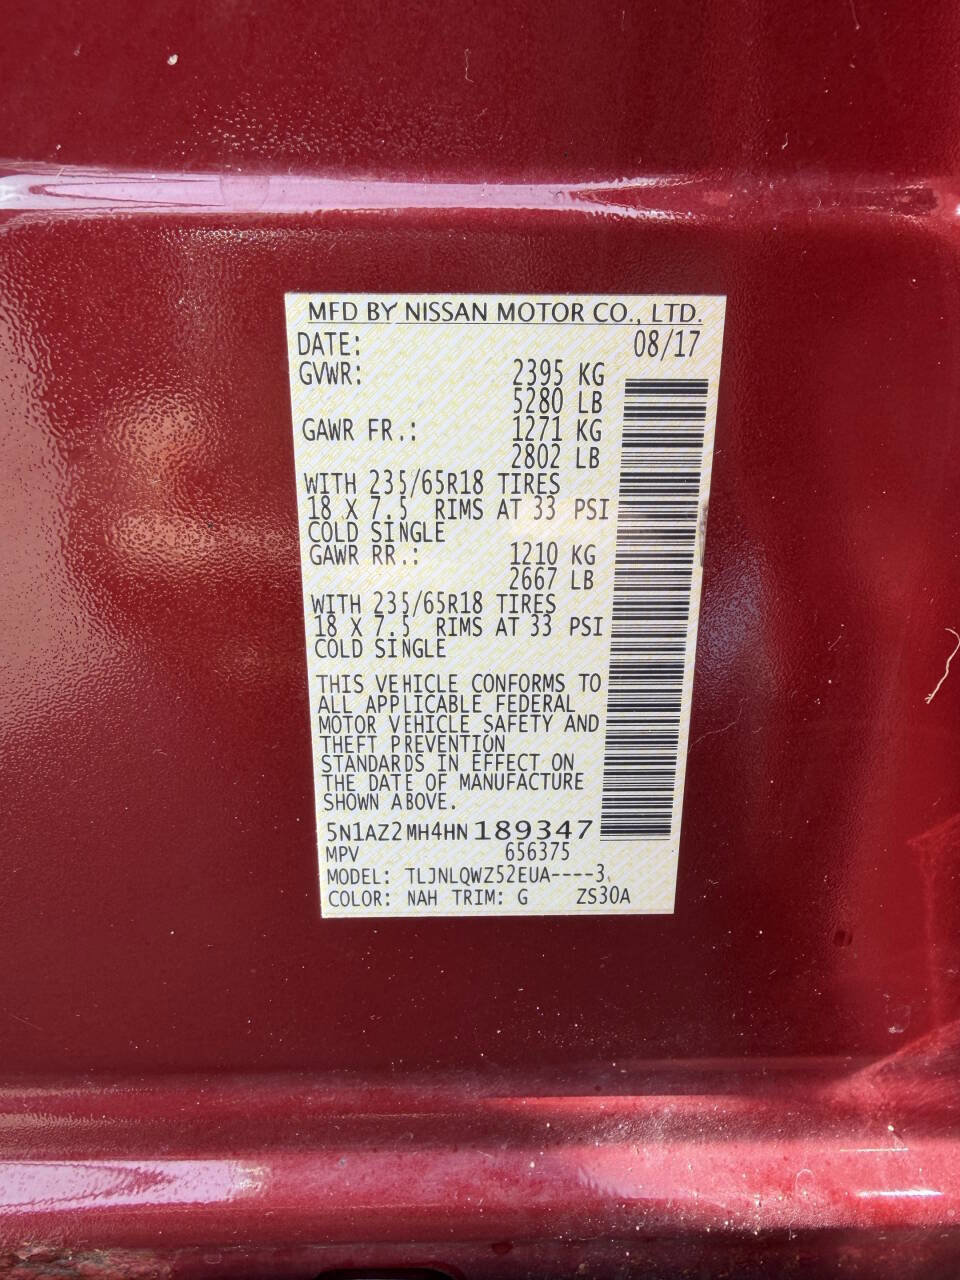 MFD BY NISSAN MOTOR CO., LTD.
DATE: 08/17
GVWR: 2395 KG
5280 LB
GAWR FR.: 1271 KG
2802 LB
WITH 235/65R18 TIRES
18 X 7.5 RIMS AT 33 PSI
COLD SINGLE
GAWR RR.: 1210 KG
2667 LB
WITH 235/65R18 TIRES
18 X 7.5 RIMS AT 33 PSI
COLD SINGLE
THIS VEHICLE CONFORMS TO
ALL APPLICABLE FEDERAL
MOTOR VEHICLE SAFETY AND
THEFT PREVENTION
STANDARDS IN EFFECT ON
THE DATE OF MANUFACTURE
SHOWN ABOVE.
5N1AZ2MH4HN189347
MPV 656375
MODEL: TLJNLQWZ52EUA----3
COLOR: NAH TRIM: G ZS30A